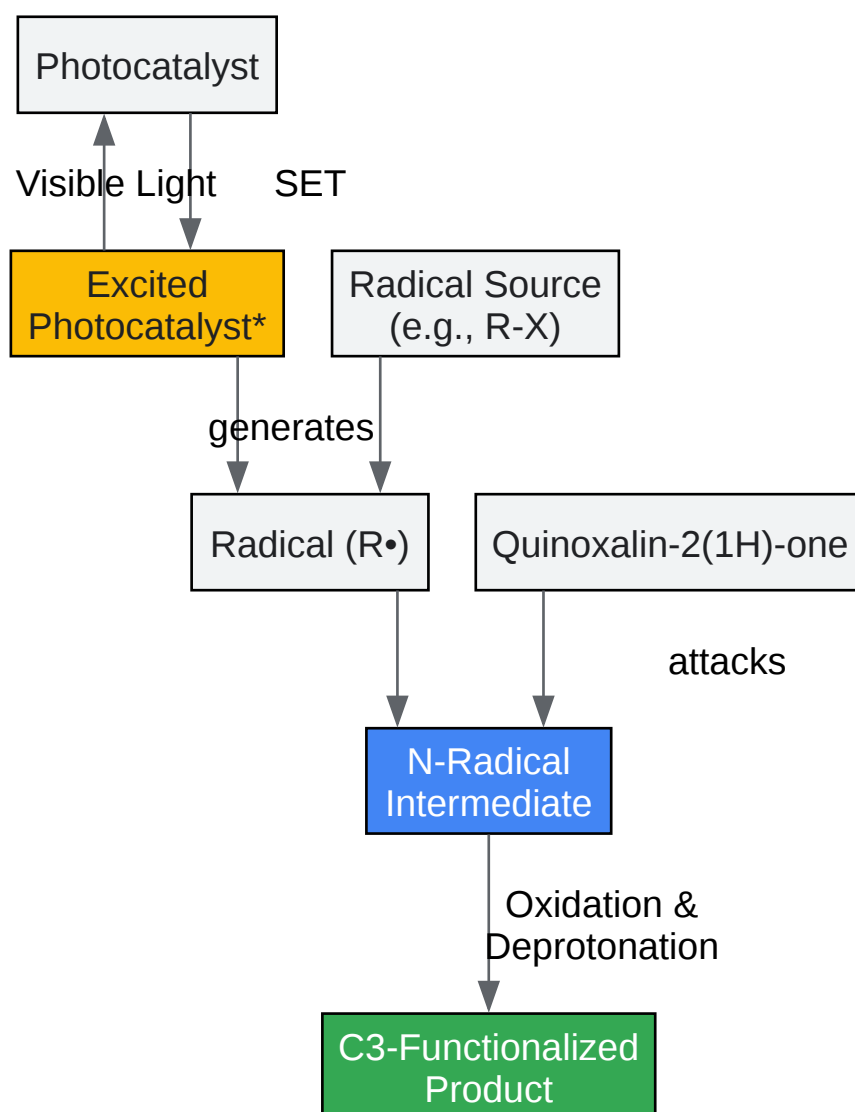 Photocatalyst
Visible Light
SET
Excited
Photocatalyst*
Radical Source
(e.g., R-X)
generates
Radical (R•)
Quinoxalin-2(1H)-one
attacks
N-Radical
Intermediate
Oxidation &
Deprotonation
C3-Functionalized
Product